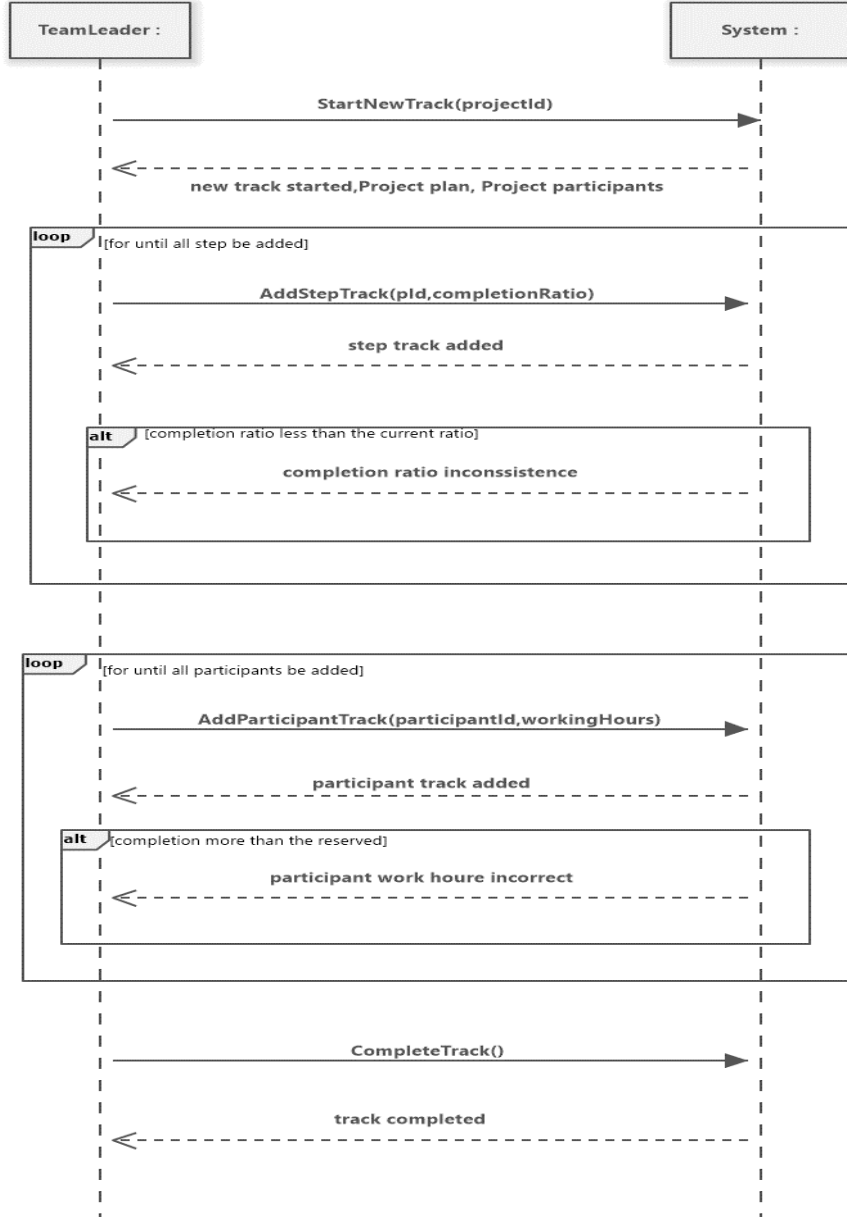 TeamLeader :
System :
StartNewTrack(projectId)
new track started,Project plan, Project participants
loop
[for until all step be added]
AddStepTrack(pId,completionRatio)
step track added
alt
[completion ratio less than the current ratio]
completion ratio inconssistence
loop
[for until all participants be added]
AddParticipantTrack(participantId,workingHours)
participant track added
alt
[completion more than the reserved]
participant work houre incorrect
CompleteTrack()
track completed